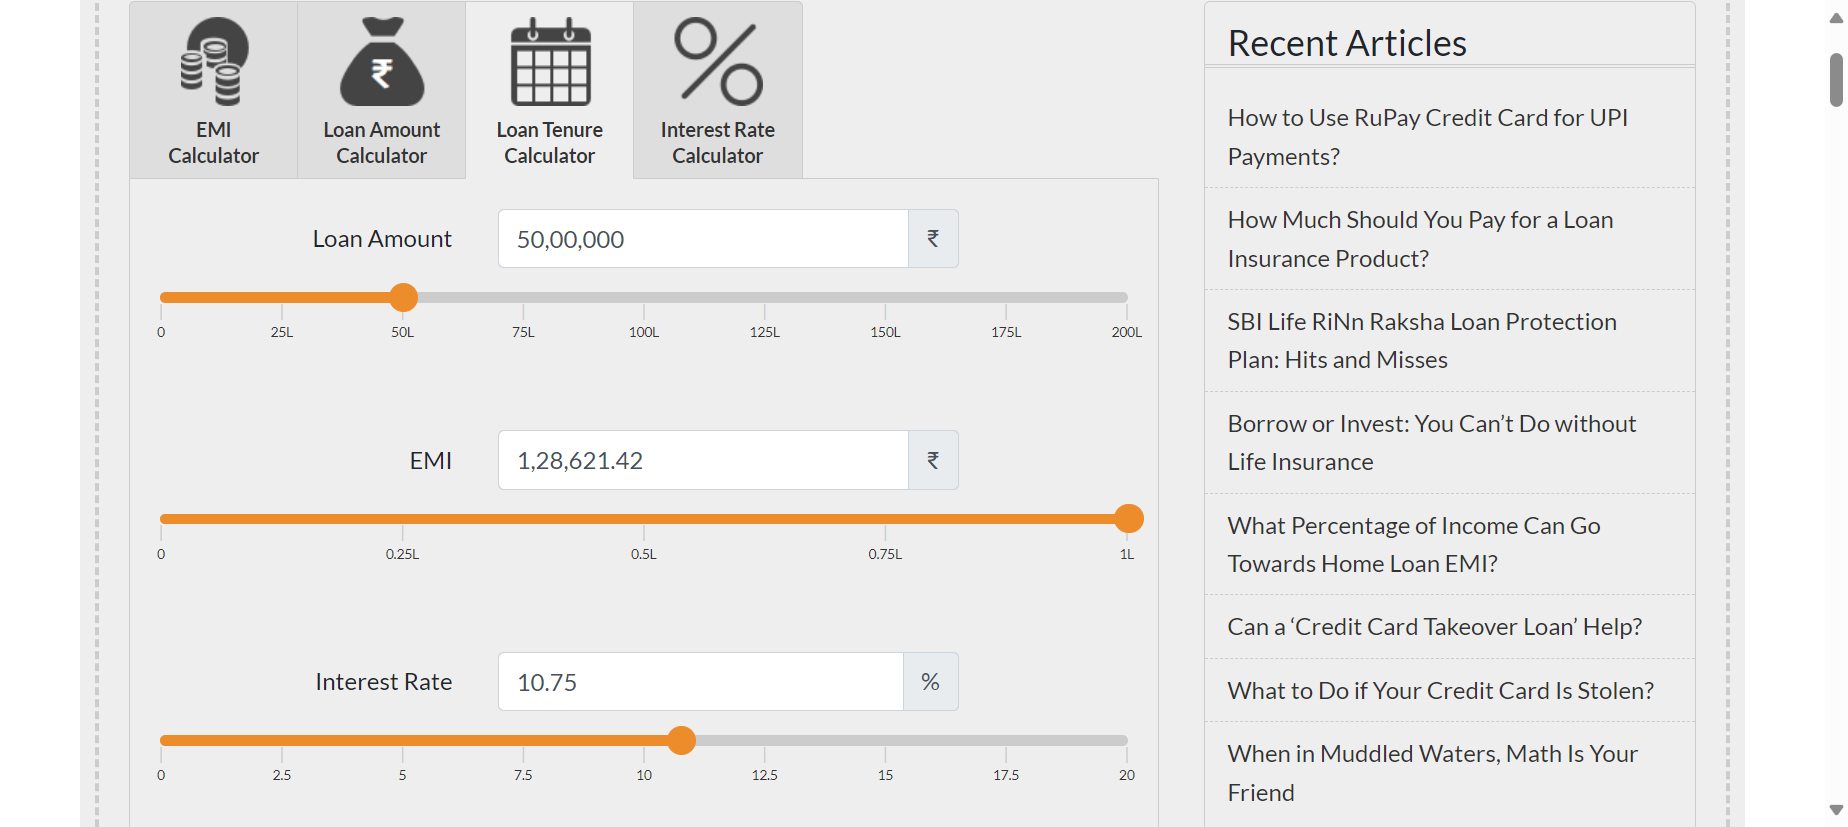 EMI
Calculator
₹
Loan Amount
Calculator
Loan Tenure
Calculator
Interest Rate
Calculator
Loan Amount
50,00,000
₹
0
25L
50L
75L
100L
125L
150L
175L
200L
EMI
1,28,621.42
₹
0
0.25L
0.5L
0.75L
1L
Interest Rate
10.75
%
0
2.5
5
7.5
10
12.5
15
17.5
20
Recent Articles
How to Use RuPay Credit Card for UPI
Payments?
How Much Should You Pay for a Loan
Insurance Product?
SBI Life RiNn Raksha Loan Protection
Plan: Hits and Misses
Borrow or Invest: You Can’t Do without
Life Insurance
What Percentage of Income Can Go
Towards Home Loan EMI?
Can a ‘Credit Card Takeover Loan’ Help?
What to Do if Your Credit Card Is Stolen?
When in Muddled Waters, Math Is Your
Friend